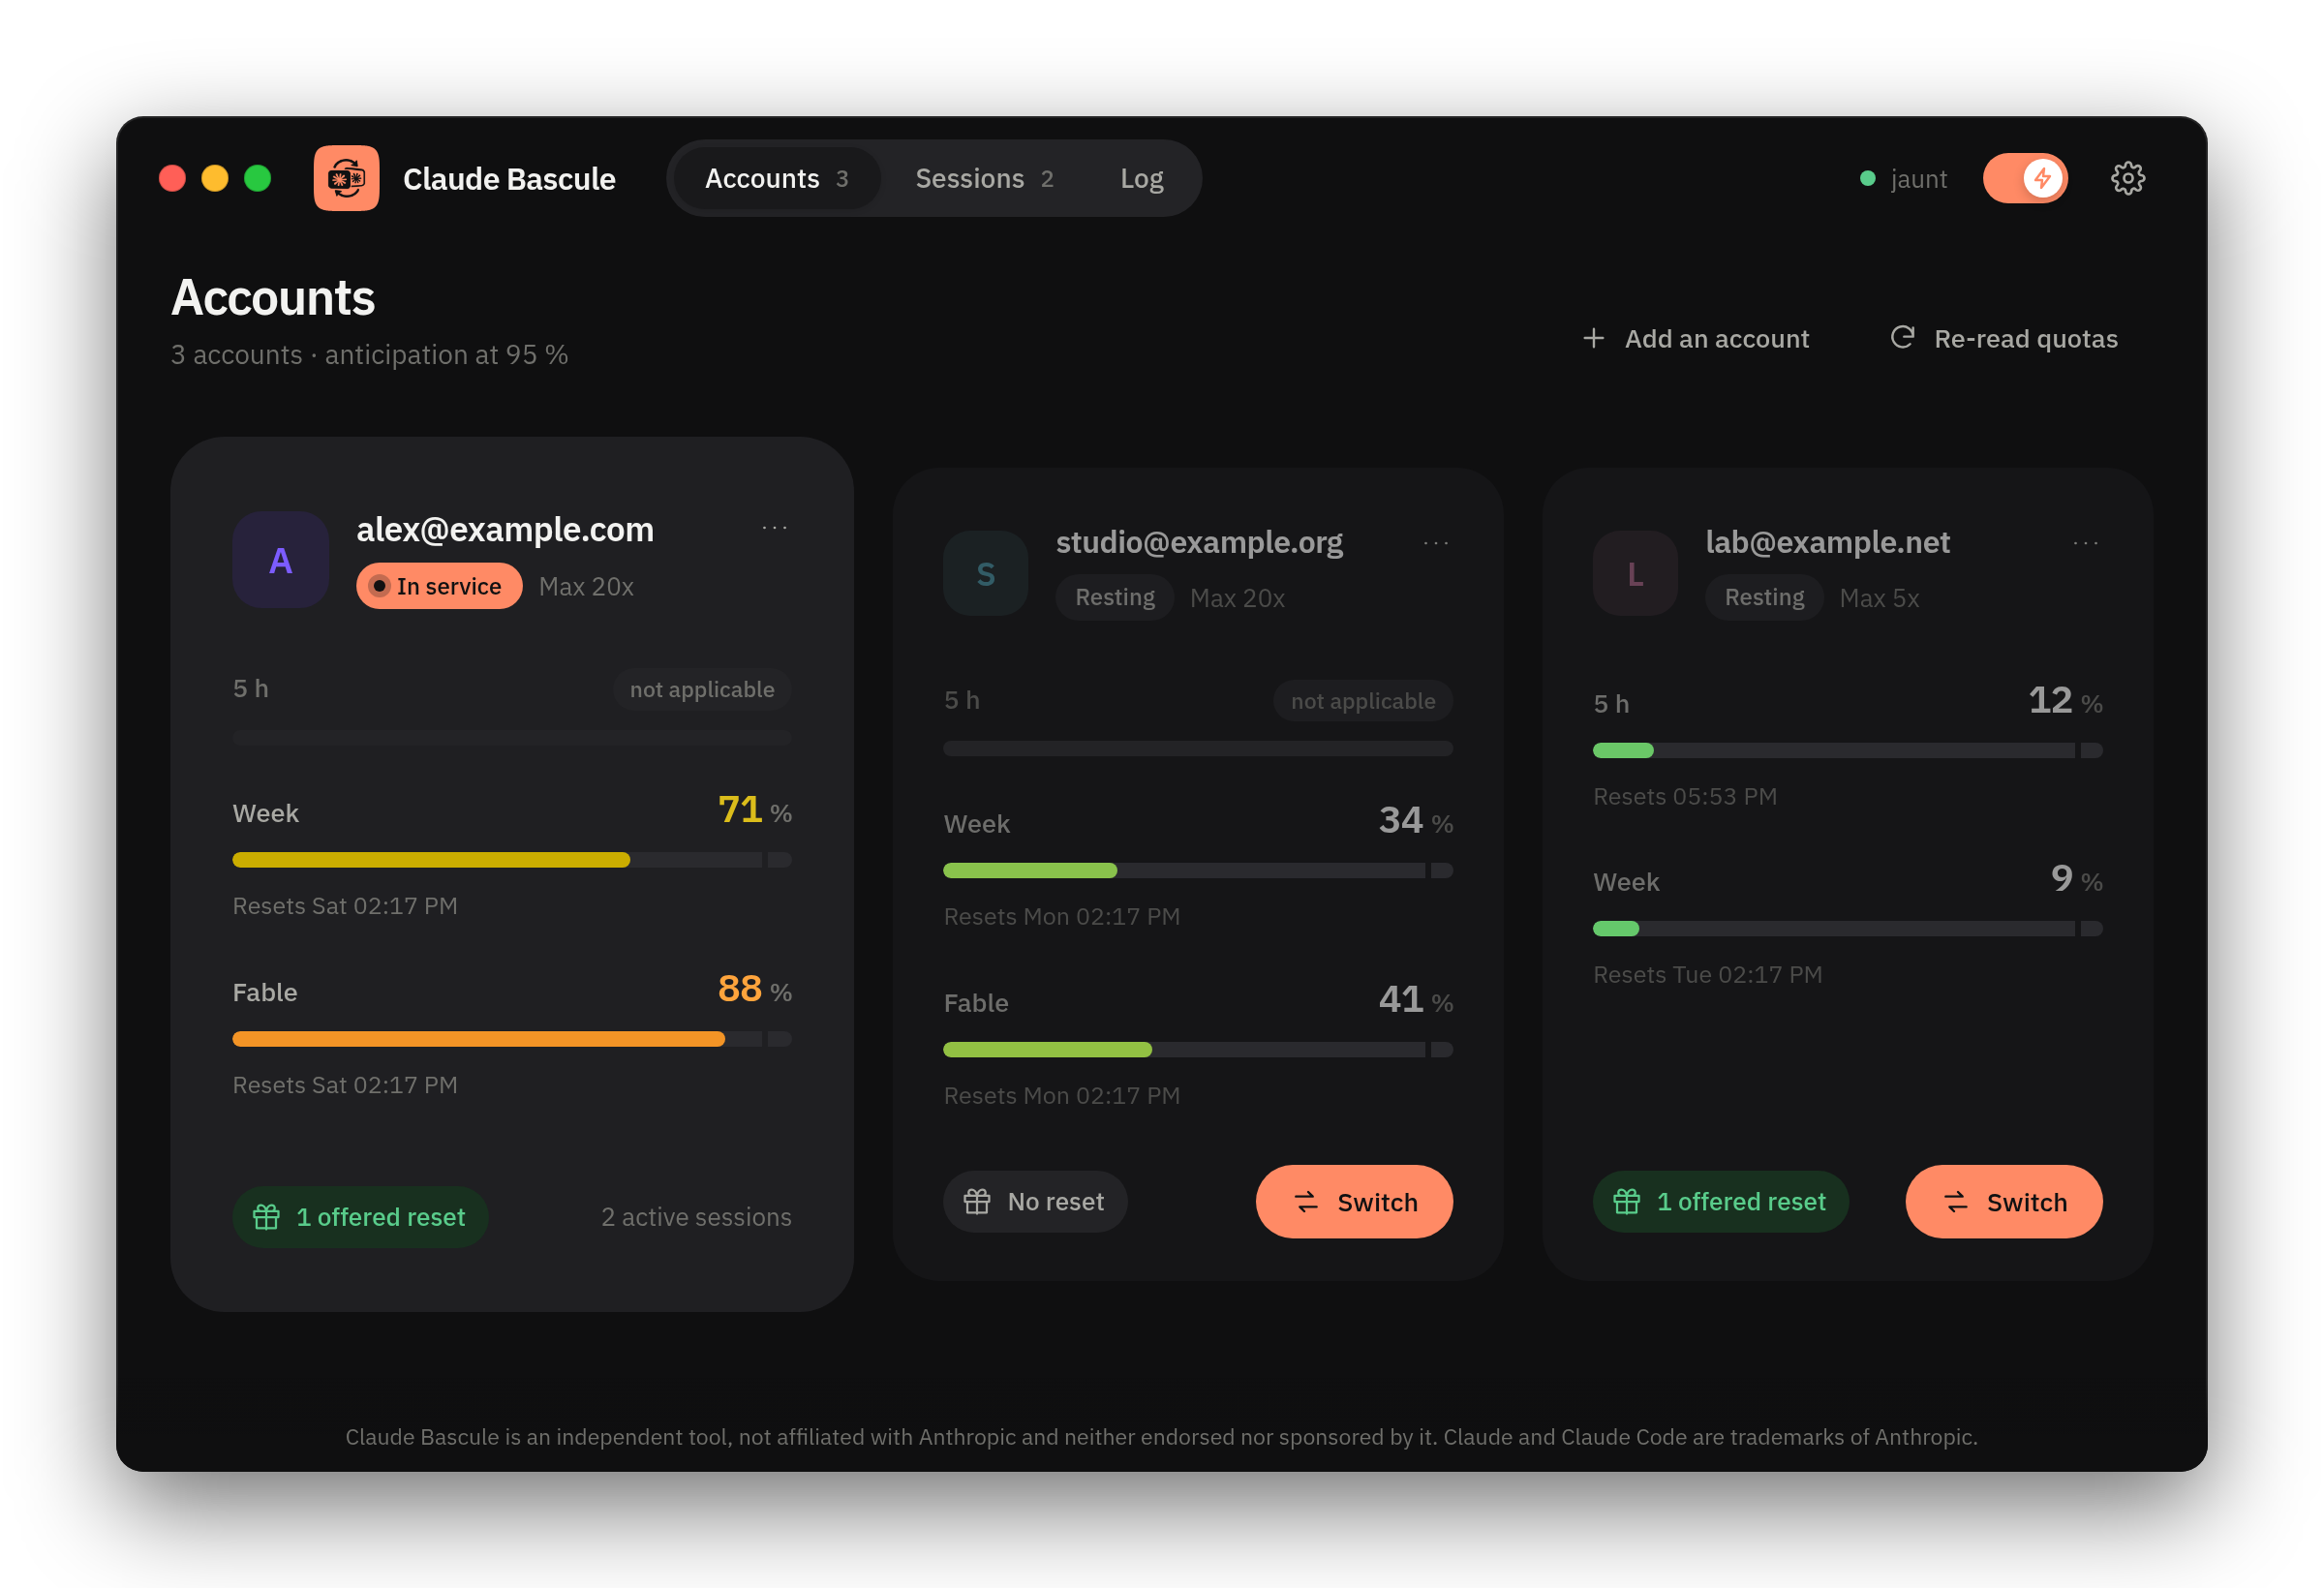 Claude Bascule
Accounts 3
Sessions 2
Log
jaunt
Accounts
3 accounts · anticipation at 95 %
Add an account
Re-read quotas
A
alex@example.com
...
In service
Max 20x
5 h
not applicable
Week
71 %
Resets Sat 02:17 PM
Fable
88 %
Resets Sat 02:17 PM
1 offered reset
2 active sessions
S
studio@example.org
...
Resting
Max 20x
5 h
not applicable
Week
34 %
Resets Mon 02:17 PM
Fable
41 %
Resets Mon 02:17 PM
No reset
Switch
L
lab@example.net
...
Resting
Max 5x
5 h
12 %
Resets 05:53 PM
Week
9 %
Resets Tue 02:17 PM
1 offered reset
Switch
Claude Bascule is an independent tool, not affiliated with Anthropic and neither endorsed nor sponsored by it. Claude and Claude Code are trademarks of Anthropic.